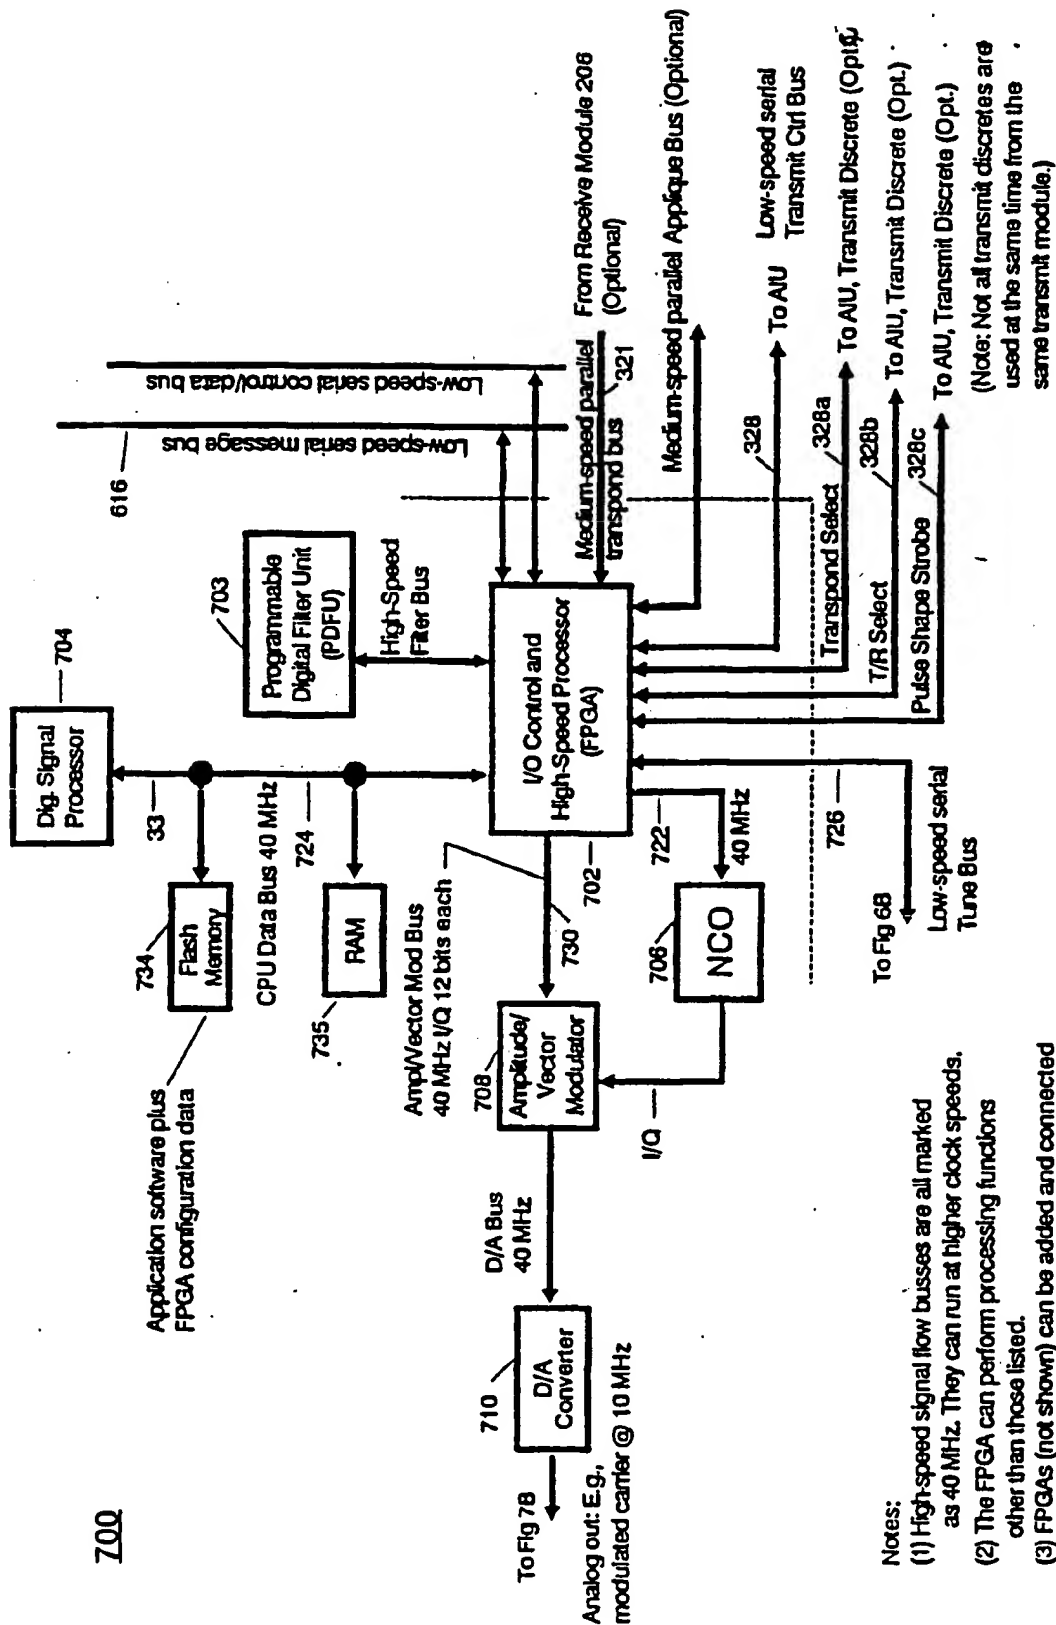 700
704
Dig. Signal
Processor
33
734
Flash
Memory
Application software plus
FPGA configuration data
CPU Data Bus 40 MHz
724
735
RAM
703
Programmable
Digital Filter Unit
(PDFU)
High-Speed
Filter Bus
616
Low-speed serial message bus
Low-speed serial control/data bus
Medium-speed parallel
transpond bus
From Receive Module 206
(Optional)
321
Medium-speed parallel Applique Bus (Optional)
I/O Control and
High-Speed Processor
(FPGA)
702
Ampl/Vector Mod Bus
40 MHz I/Q 12 bits each
730
708
Amplitude/
Vector
Modulator
D/A Bus
40 MHz
710
D/A
Converter
To Fig 7B
Analog out: E.g.,
modulated carrier @ 10 MHz
I/Q
706
NCO
722
40 MHz
726
To Fig 6B
Low-speed serial
Tune Bus
328
To AIU
Low-speed serial
Transmit Ctrl Bus
Transpond Select
328a
To AIU, Transmit Discrete
T/R Select
328b
To AIU, Transmit Discrete (Opt.)
Pulse Shape Strobe
328c
To AIU, Transmit Discrete (Opt.)
(Note: Not all transmit discretes are
used at the same time from the
same transmit module.)
Notes:
(1) High-speed signal flow busses are all marked
as 40 MHz. They can run at higher clock speeds.
(2) The FPGA can perform processing functions
other than those listed.
(3) FPGAs (not shown) can be added and connected